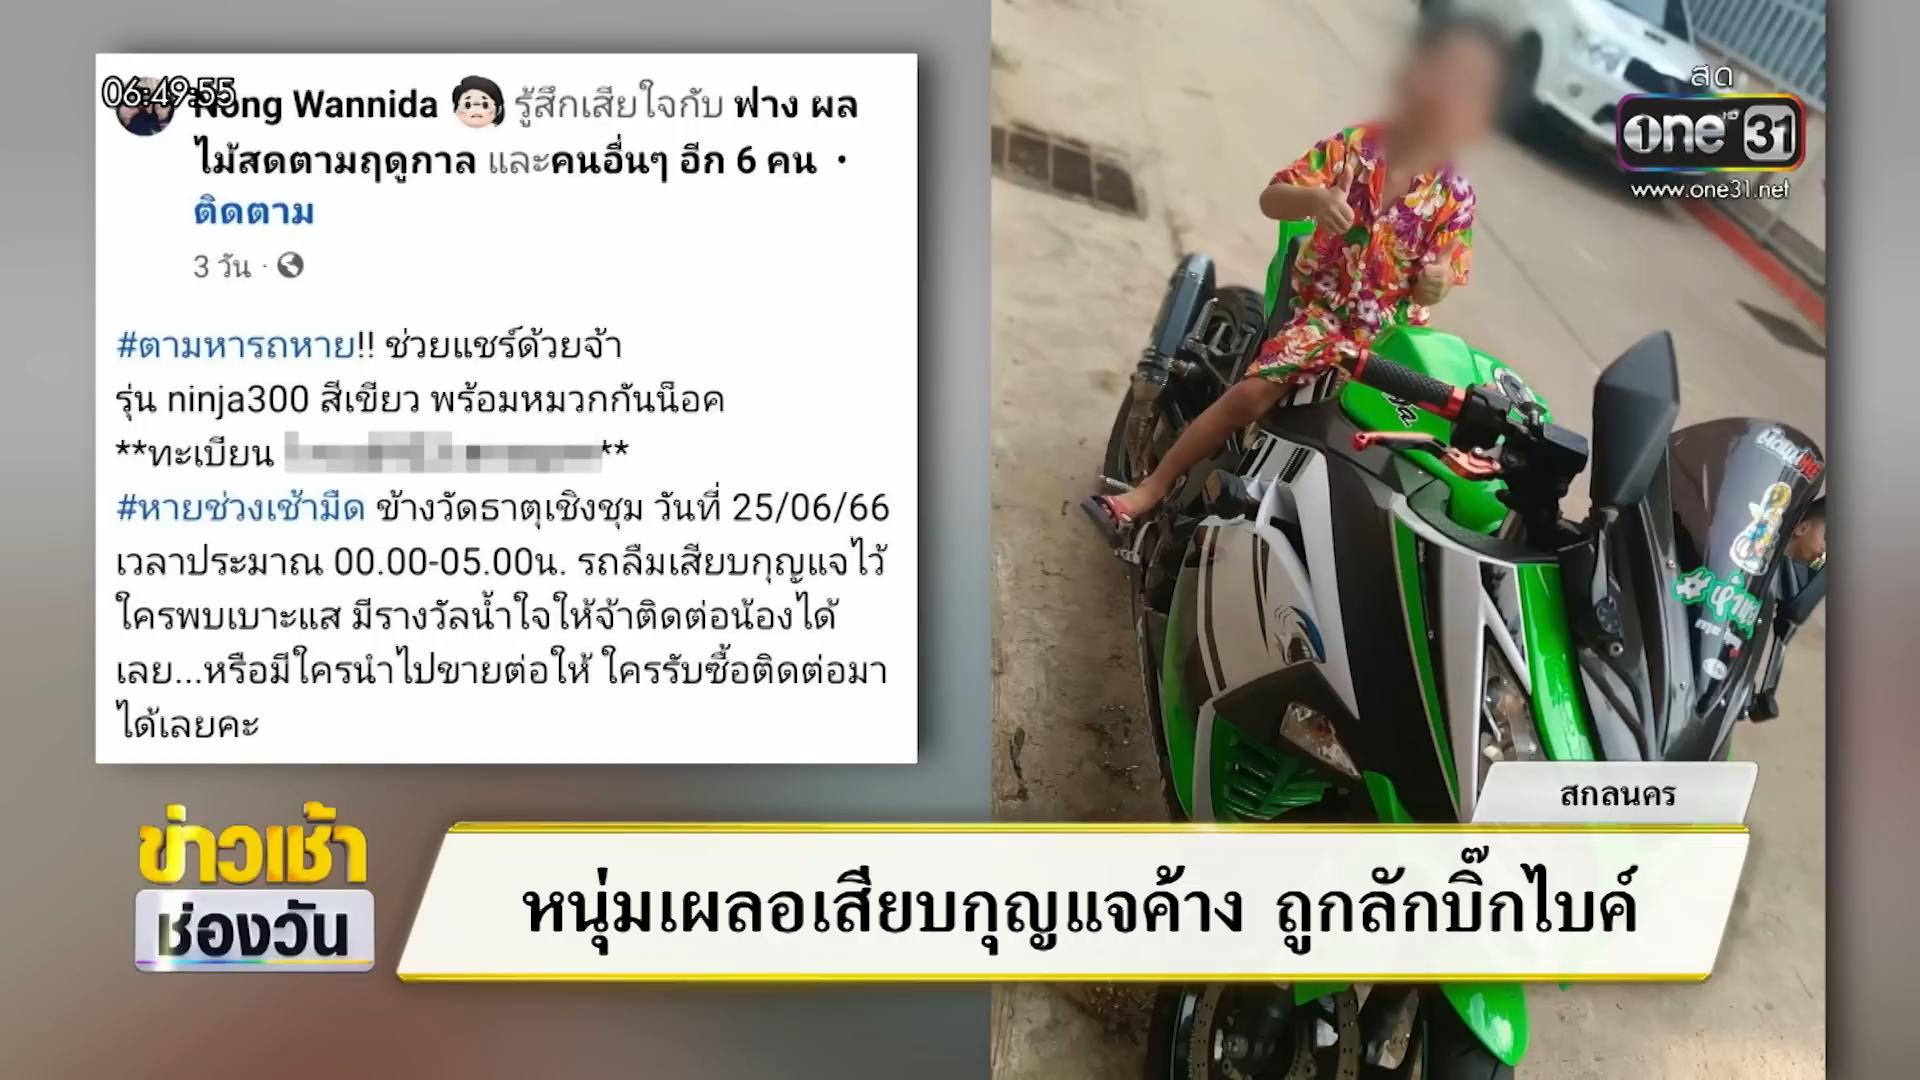 06:49:55
Nong Wannida รู้สึกเสียใจกับ ฟาง ผล
ไม้สดตามฤดูกาล และคนอื่นๆ อีก 6 คน ·
ติดตาม
3 วัน ·
#ตามหารถหาย!! ช่วยแชร์ด้วยจ้า
รุ่น ninja300 สีเขียว พร้อมหมวกกันน็อค
**ทะเบียน **
#หายช่วงเช้ามืด ข้างวัดธาตุเชิงชุม วันที่ 25/06/66
เวลาประมาณ 00.00-05.00น. รถลืมเสียบกุญแจไว้
ใครพบเบาะแส มีรางวัลน้ำใจให้จ้าติดต่อน้องได้
เลย...หรือมีใครนำไปขายต่อให้ ใครรับซื้อติดต่อมา
ได้เลยคะ
สด
one HD 31
www.one31.net
สกลนคร
ข่าวเช้า
ช่องวัน
หนุ่มเผลอเสียบกุญแจค้าง ถูกลักบิ๊กไบค์